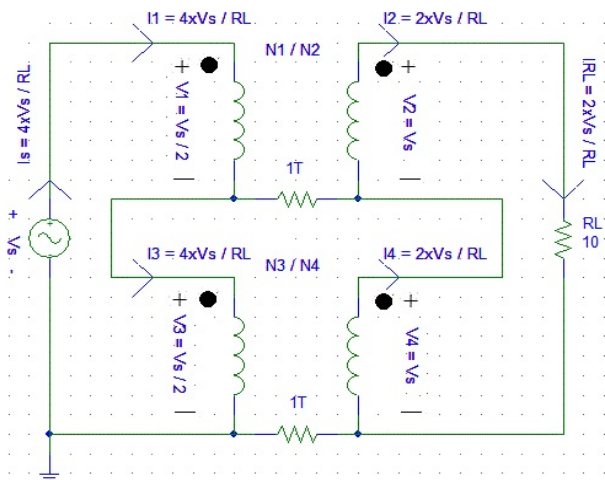 I1 = 4xVs / RL
N1 / N2
I2 = 2xVs / RL
Is = 4xVs / RL
+
V1 = Vs / 2
—
+
V2 = Vs
—
IRL = 2xVs / RL
1T
+
Vs
-
I3 = 4xVs / RL
N3 / N4
I4 = 2xVs / RL
RL
10
+
V3 = Vs / 2
—
+
V4 = Vs
—
1T